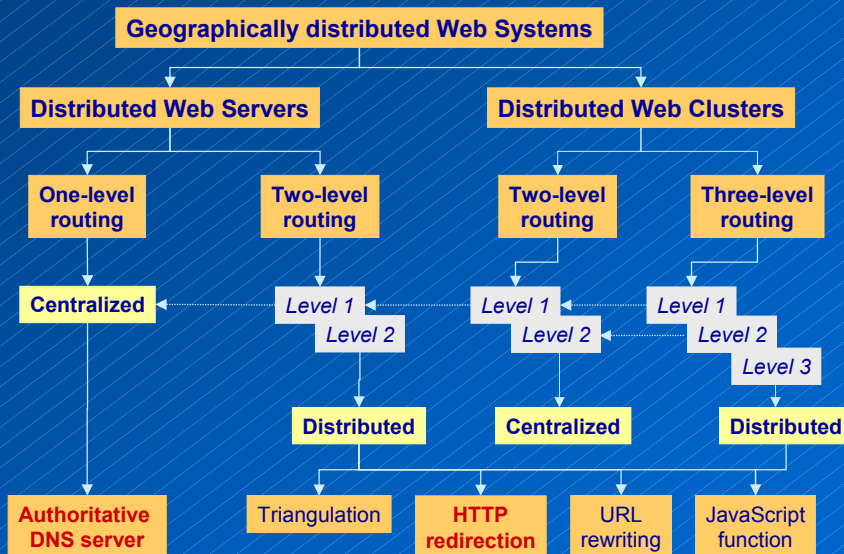 Geographically distributed Web Systems
Distributed Web Servers
Distributed Web Clusters
One-level
routing
Two-level
routing
Two-level
routing
Three-level
routing
Centralized
Level 1
Level 2
Level 1
Level 2
Level 1
Level 2
Level 3
Distributed
Centralized
Distributed
Authoritative
DNS server
Triangulation
HTTP
redirection
URL
rewriting
JavaScript
function